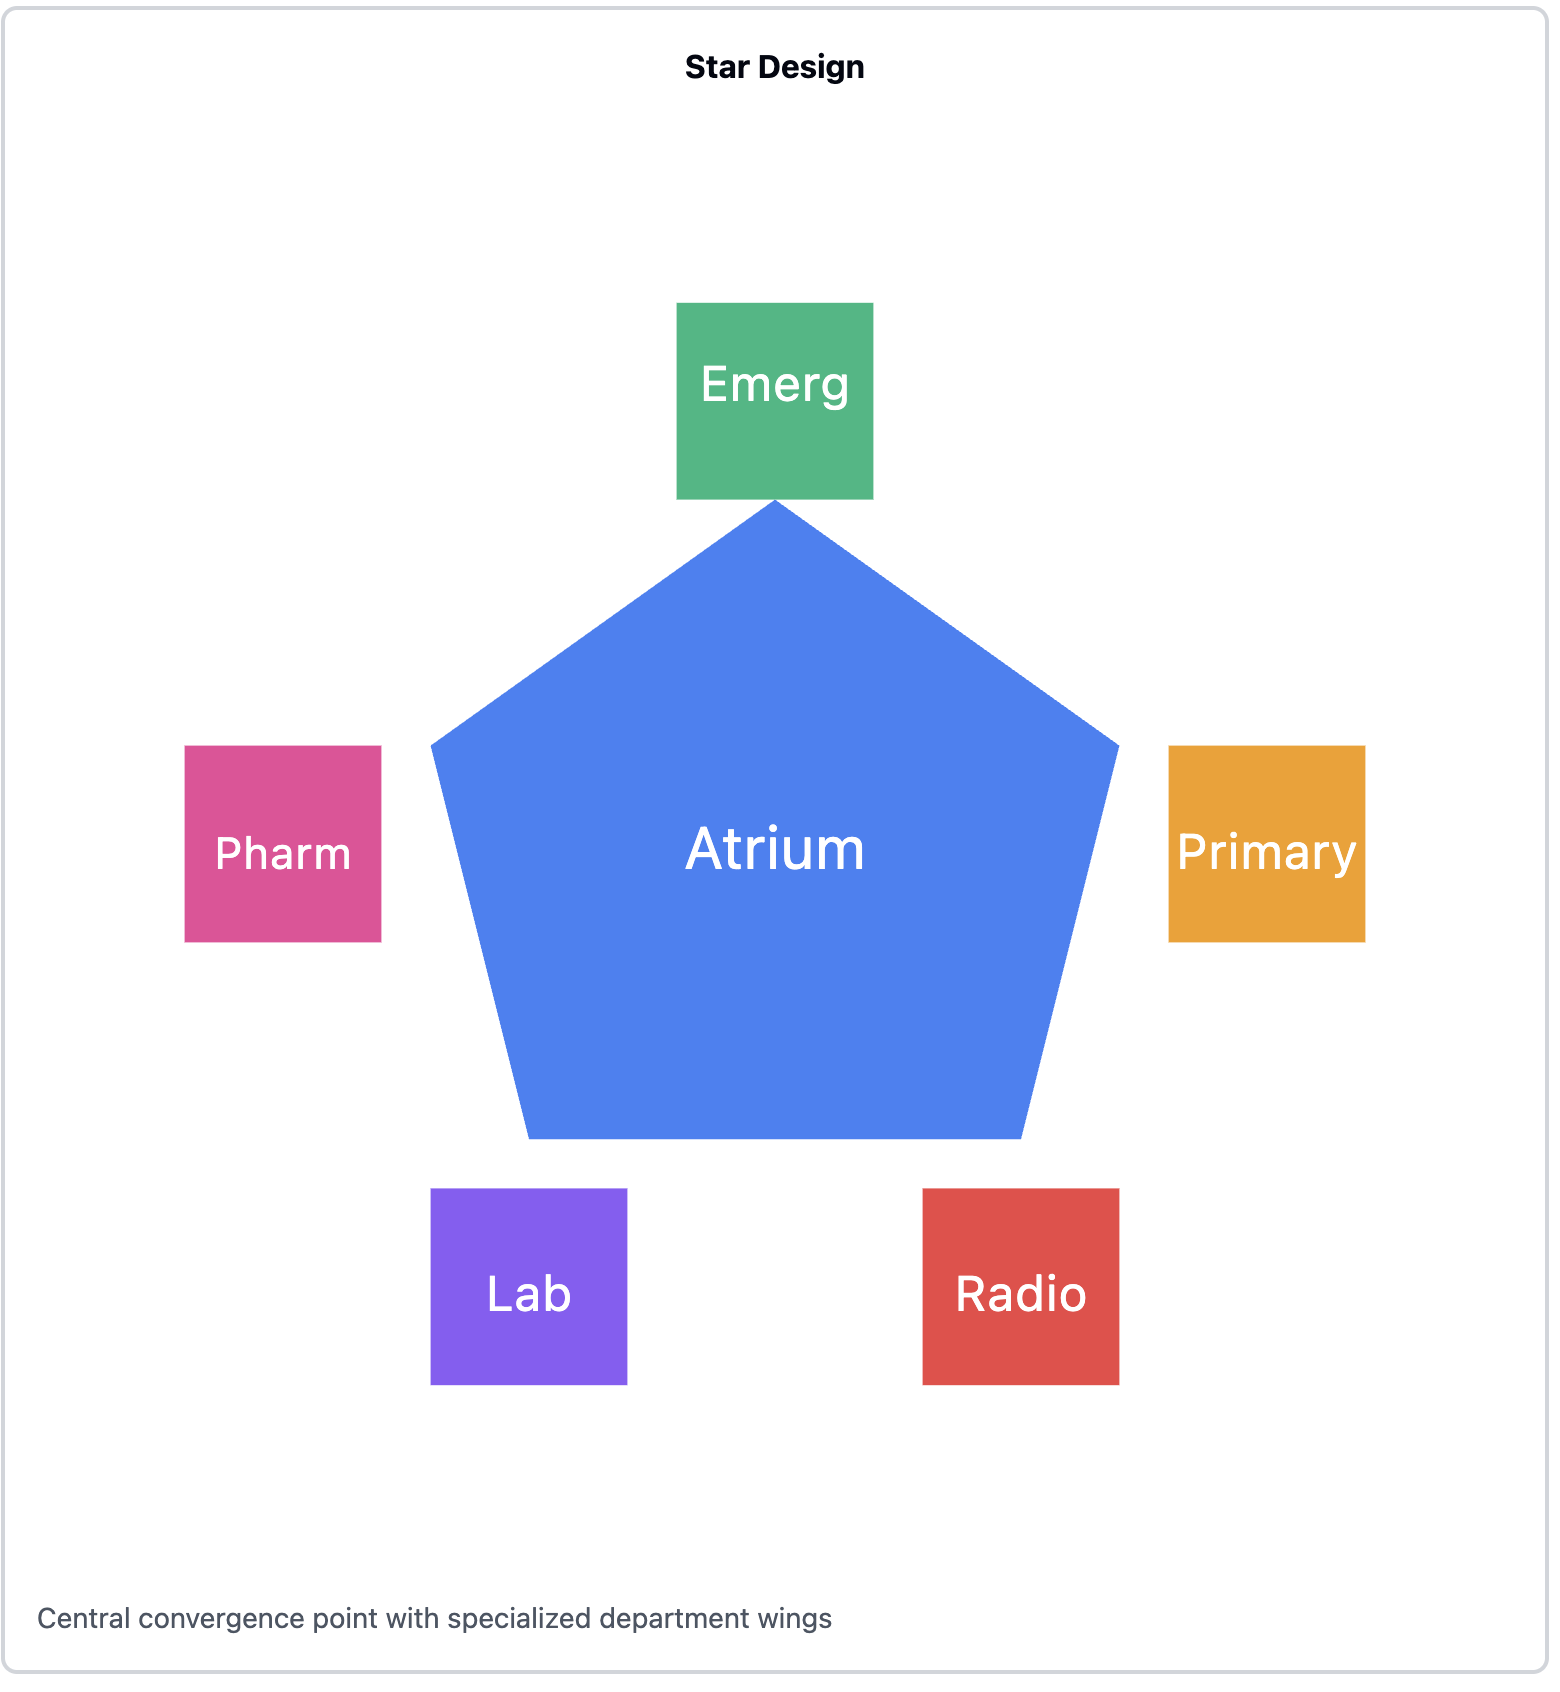 Star Design
Emerg
Pharm
Atrium
Primary
Lab
Radio
Central convergence point with specialized department wings